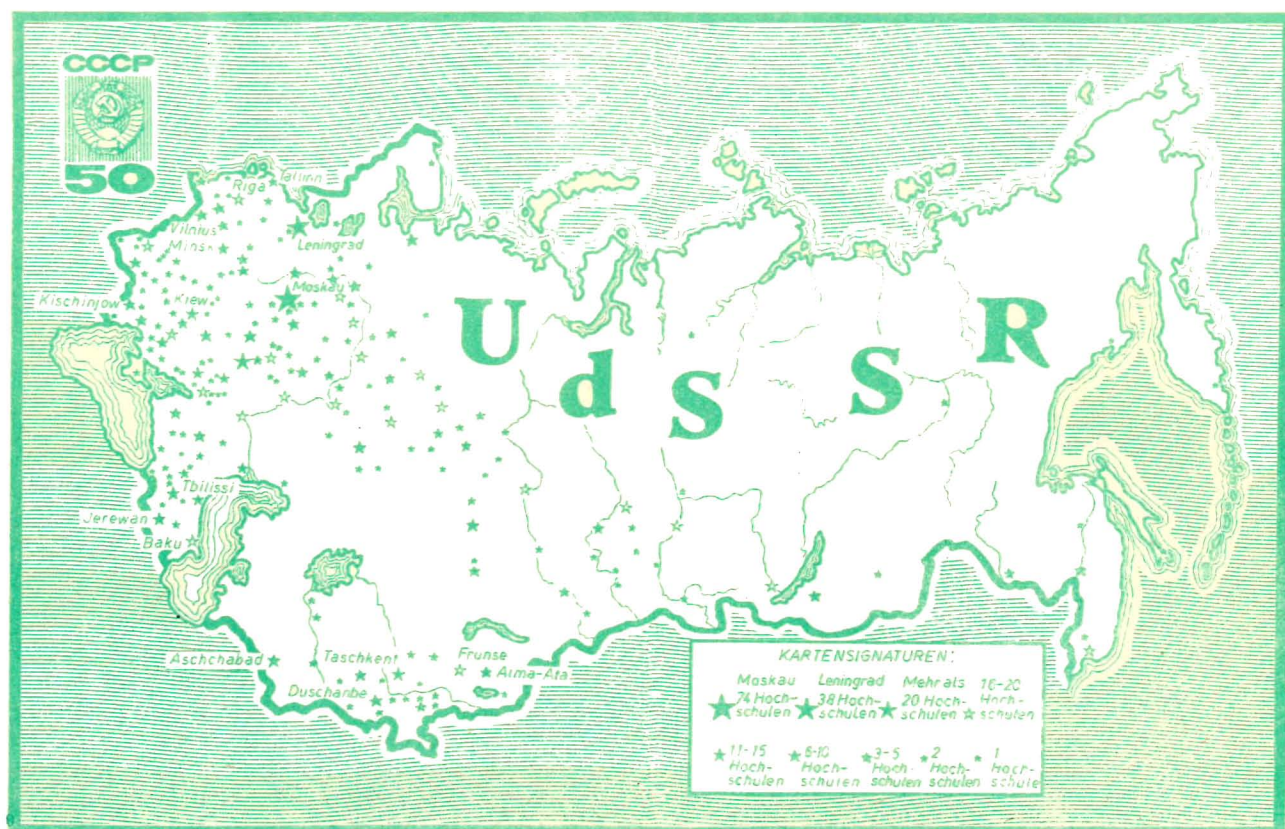 CCCP
50
Tallinn
Riga
Vilnius
Minsk
Leningrad
Moskau
Kischinjow
Kiew
U d S S R
Tbilissi
Jerewan
Baku
Aschchabad
Taschkent
Frunse
Alma-Ata
Duschanbe
KARTENSIGNATUREN:
Moskau Leningrad Mehr als 16-20
74 Hoch- 38 Hoch- 20 Hoch- Hoch-
schulen schulen schulen schulen
11-15 6-10 3-5 2 1
Hoch- Hoch- Hoch- Hoch- Hoch-
schulen schulen schulen schulen schule